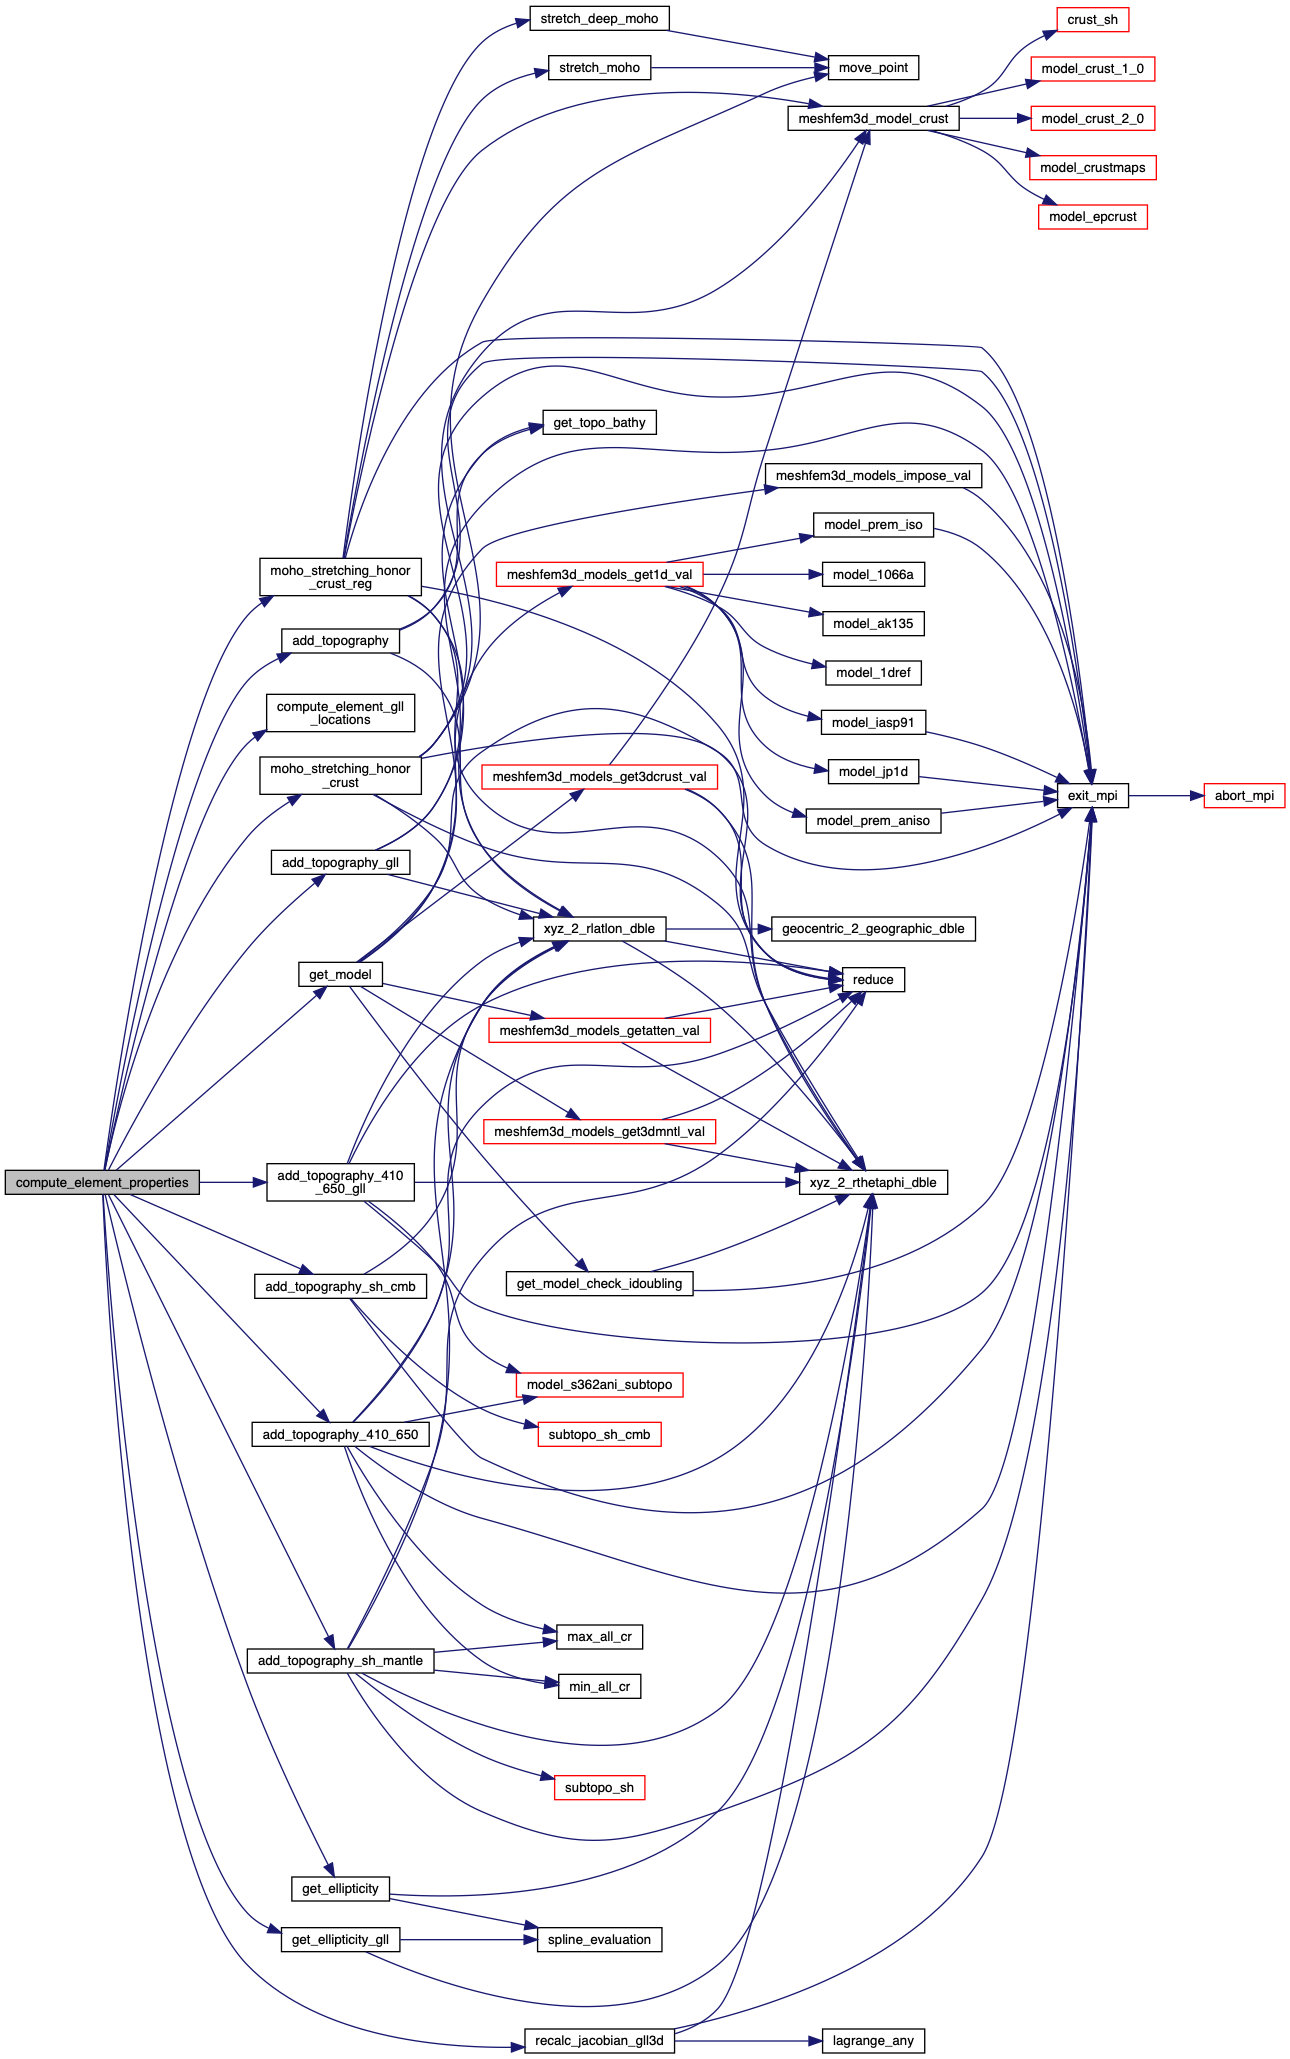 stretch_deep_moho
crust_sh
stretch_moho
move_point
model_crust_1_0
meshfem3d_model_crust
model_crust_2_0
model_crustmaps
model_epcrust
get_topo_bathy
meshfem3d_models_impose_val
model_prem_iso
moho_stretching_honor
_crust_reg
meshfem3d_models_get1d_val
model_1066a
add_topography
model_ak135
model_1dref
compute_element_gll
_locations
model_iasp91
moho_stretching_honor
_crust
meshfem3d_models_get3dcrust_val
model_jp1d
exit_mpi
abort_mpi
model_prem_aniso
add_topography_gll
xyz_2_rlatlon_dble
geocentric_2_geographic_dble
get_model
reduce
meshfem3d_models_getatten_val
meshfem3d_models_get3dmntl_val
compute_element_properties
add_topography_410
_650_gll
xyz_2_rthetaphi_dble
add_topography_sh_cmb
get_model_check_idoubling
model_s362ani_subtopo
add_topography_410_650
subtopo_sh_cmb
max_all_cr
add_topography_sh_mantle
min_all_cr
subtopo_sh
get_ellipticity
get_ellipticity_gll
spline_evaluation
recalc_jacobian_gll3d
lagrange_any